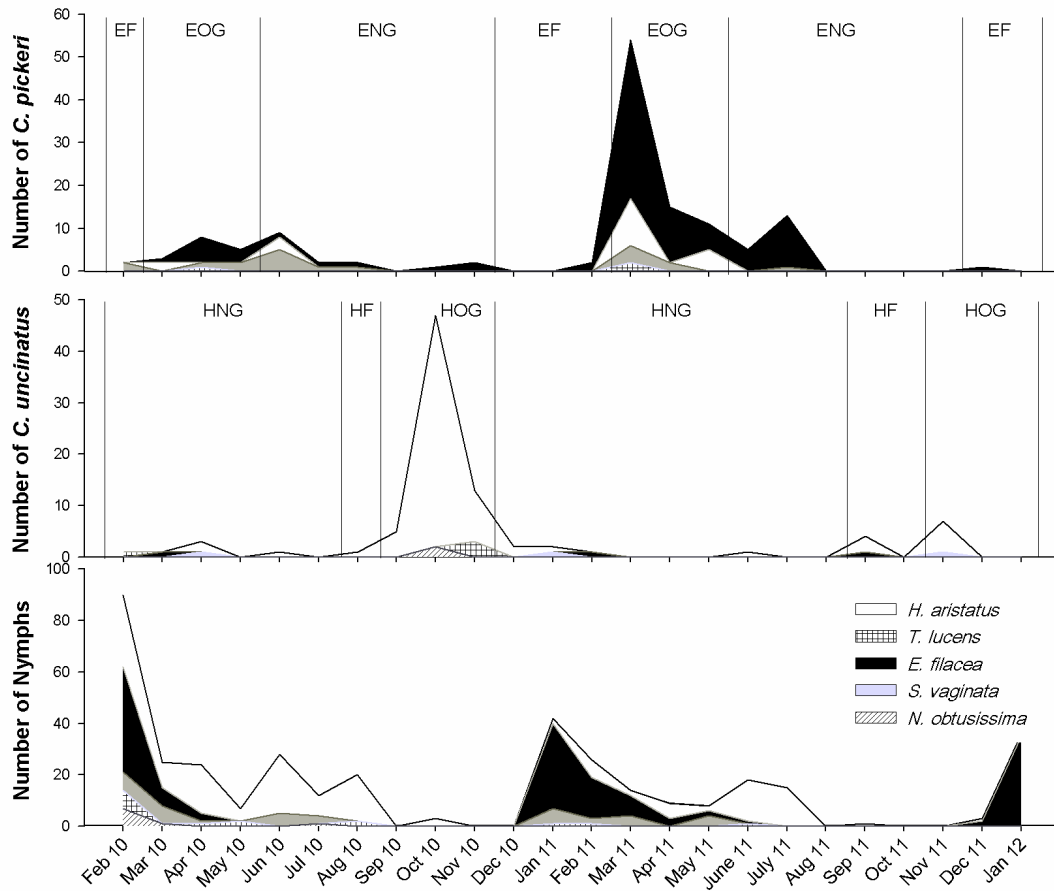 60
50
40
30
20
10
0
Number of C. pickeri
EF EOG ENG EF EOG ENG EF
50
40
30
20
10
0
Number of C. uncinatus
HNG HF HOG HNG HF HOG
100
80
60
40
20
0
Number of Nymphs
H. aristatus
T. lucens
E. filacea
S. vaginata
N. obtusissima
Feb 10
Mar 10
Apr 10
May 10
Jun 10
Jul 10
Aug 10
Sep 10
Oct 10
Nov 10
Dec 10
Jan 11
Feb 11
Mar 11
Apr 11
May 11
June 11
July 11
Aug 11
Sep 11
Oct 11
Nov 11
Dec 11
Jan 12